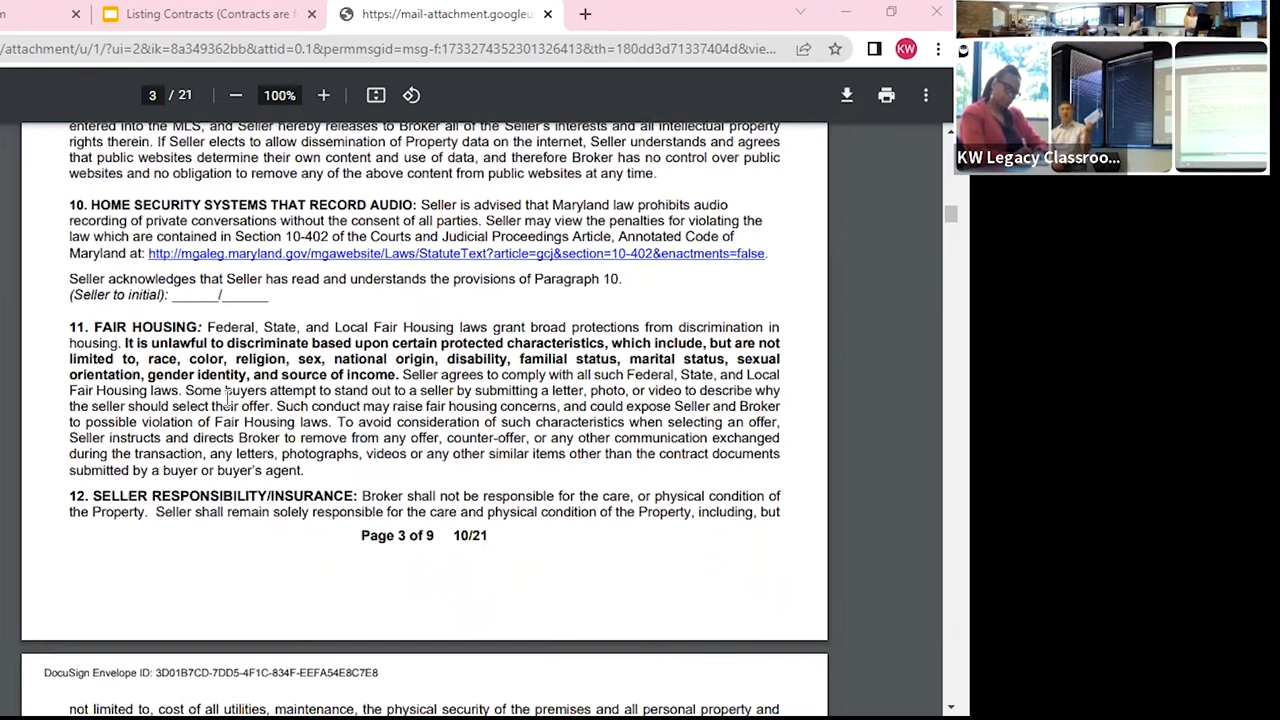 Listing Contracts (Contracts are f
https://mail-attachment.googleu
/attachment/u/1/?ui=2&ik=8a349362bb&attid=0.1&permmsgid=msg-f:1733274352301326413&th=180dd3d71337404d&vie...
KW
3 / 21
100%
entered into the MLS, and Seller hereby releases to Broker all of the Seller's interests and all intellectual property
rights therein. If Seller elects to allow dissemination of Property data on the internet, Seller understands and agrees
that public websites determine their own content and use of data, and therefore Broker has no control over public
websites and no obligation to remove any of the above content from public websites at any time.
10. HOME SECURITY SYSTEMS THAT RECORD AUDIO: Seller is advised that Maryland law prohibits audio
recording of private conversations without the consent of all parties. Seller may view the penalties for violating the
law which are contained in Section 10-402 of the Courts and Judicial Proceedings Article, Annotated Code of
Maryland at: http://mgaleg.maryland.gov/mgawebsite/Laws/StatuteText?article=gcj&section=10-402&enactments=false.
Seller acknowledges that Seller has read and understands the provisions of Paragraph 10.
(Seller to initial): ______/______
11. FAIR HOUSING: Federal, State, and Local Fair Housing laws grant broad protections from discrimination in
housing. It is unlawful to discriminate based upon certain protected characteristics, which include, but are not
limited to, race, color, religion, sex, national origin, disability, familial status, marital status, sexual
orientation, gender identity, and source of income. Seller agrees to comply with all such Federal, State, and Local
Fair Housing laws. Some buyers attempt to stand out to a seller by submitting a letter, photo, or video to describe why
the seller should select their offer. Such conduct may raise fair housing concerns, and could expose Seller and Broker
to possible violation of Fair Housing laws. To avoid consideration of such characteristics when selecting an offer,
Seller instructs and directs Broker to remove from any offer, counter-offer, or any other communication exchanged
during the transaction, any letters, photographs, videos or any other similar items other than the contract documents
submitted by a buyer or buyer's agent.
12. SELLER RESPONSIBILITY/INSURANCE: Broker shall not be responsible for the care, or physical condition of
the Property. Seller shall remain solely responsible for the care and physical condition of the Property, including, but
Page 3 of 9 10/21
DocuSign Envelope ID: 3D01B7CD-7DD5-4F1C-834F-EEFA54E8C7E8
not limited to, cost of all utilities, maintenance, the physical security of the premises and all personal property and
KW Legacy Classroo...